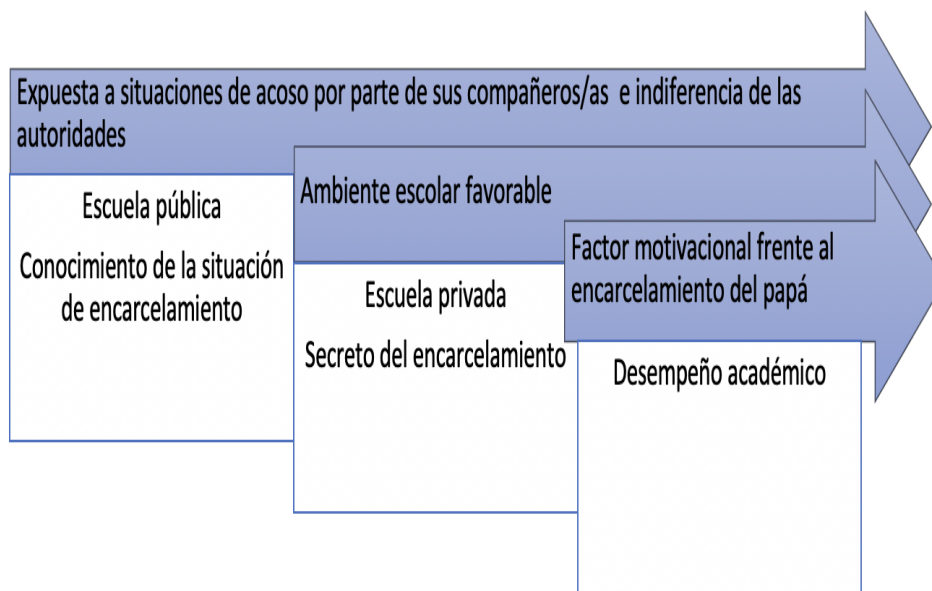 Expuesta a situaciones de acoso por parte de sus compañeros/as e indiferencia de las
autoridades
Escuela pública
Conocimiento de la situación
de encarcelamiento
Ambiente escolar favorable
Escuela privada
Secreto del encarcelamiento
Factor motivacional frente al
encarcelamiento del papá
Desempeño académico